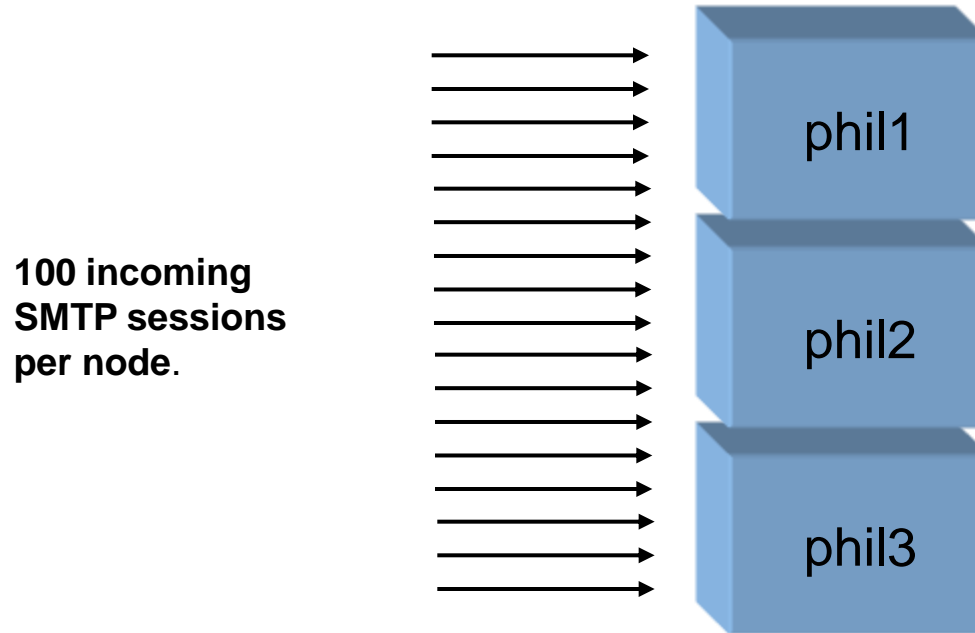 100 incoming
SMTP sessions
per node.
phil1
phil2
phil3